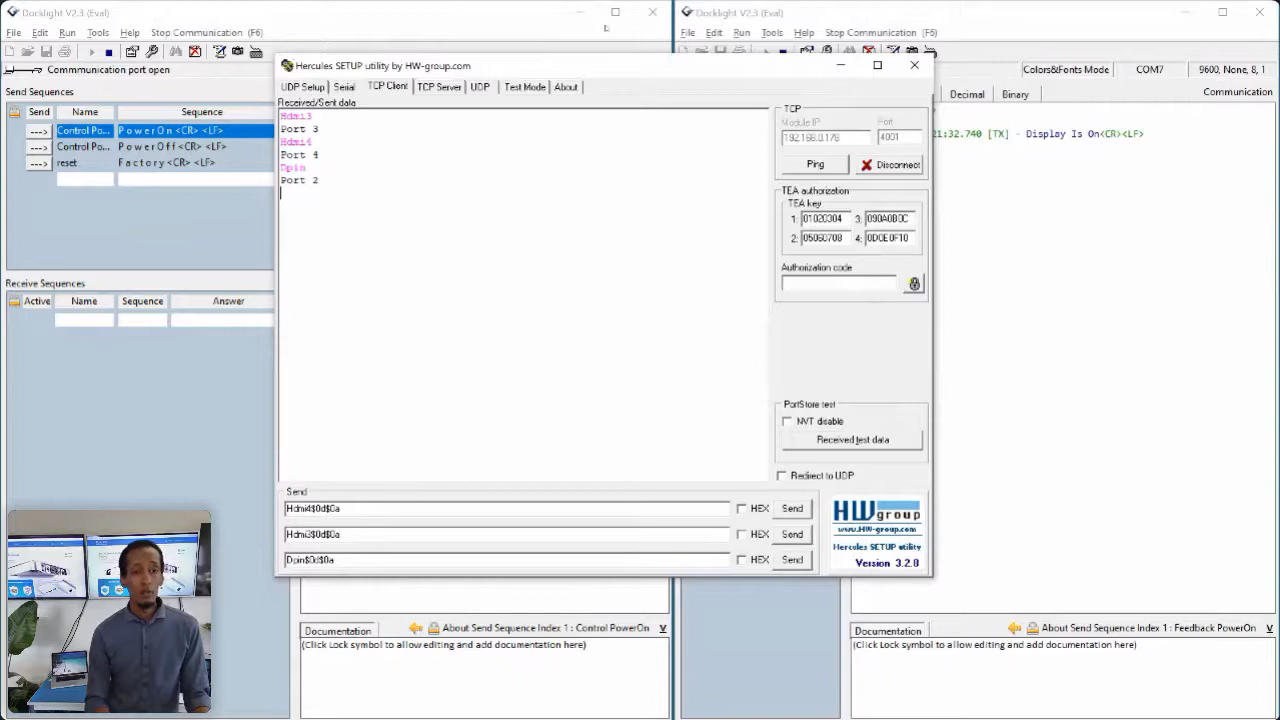 Docklight V2.3 (Eval)
File Edit Run Tools Help Stop Communication (F6)
Communication port open
Send Sequences
Send Name Sequence
---> Control Po... P o w e r O n <CR> <LF>
---> Control Po... P o w e r O f f <CR> <LF>
---> reset F a c t o r y <CR> <LF>
Receive Sequences
Active Name Sequence Answer
Hercules SETUP utility by HW-group.com
UDP Setup Serial TCP Client TCP Server UDP Test Mode About
Received/Sent data
Hdmi3
Port 3
Hdmi4
Port 4
Dpin
Port 2
TCP
Module IP Port
192.168.0.178 4001
Ping Disconnect
TEA authorization
TEA key
1: 01020304 3: 090A0B0C
2: 05060708 4: 0D0E0F10
Authorization code
PortStore test
NVT disable
Received test data
Redirect to UDP
Send
Hdmi4$0d$0a HEX Send
Hdmi3$0d$0a HEX Send
Dpin$0d$0a HEX Send
HWgroup
www.HW-group.com
Hercules SETUP utility
Version 3.2.8
Documentation About Send Sequence Index 1 : Control PowerOn V
(Click Lock symbol to allow editing and add documentation here)
Docklight V2.3 (Eval)
File Edit Run Tools Help Stop Communication (F6)
Colors&Fonts Mode COM7 9600, None, 8, 1
Decimal Binary Communication
21:32.740 [TX] - Display Is On<CR><LF>
Documentation About Send Sequence Index 1 : Feedback PowerOn V
(Click Lock symbol to allow editing and add documentation here)